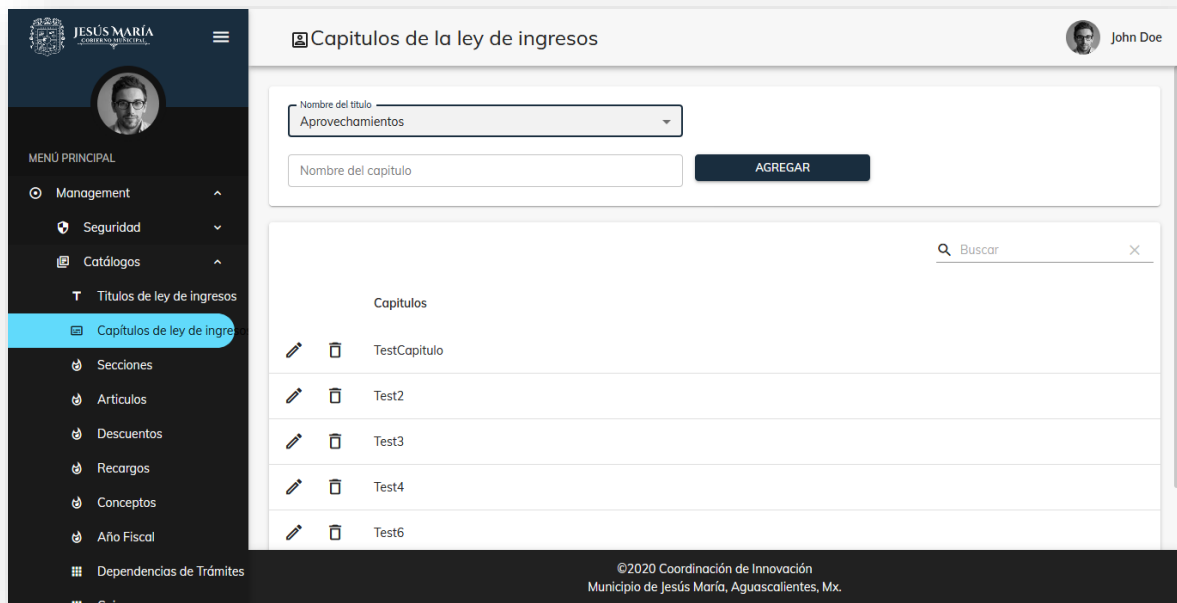 JESÚS MARÍA
GOBIERNO MUNICIPAL
Capitulos de la ley de ingresos
John Doe
MENÚ PRINCIPAL
Management
Seguridad
Catálogos
Titulos de ley de ingresos
Capítulos de ley de ingresos
Secciones
Articulos
Descuentos
Recargos
Conceptos
Año Fiscal
Dependencias de Trámites
Nombre del titulo
Aprovechamientos
Nombre del capitulo
AGREGAR
Buscar
Capitulos
TestCapitulo
Test2
Test3
Test4
Test6
©2020 Coordinación de Innovación
Municipio de Jesús María, Aguascalientes, Mx.